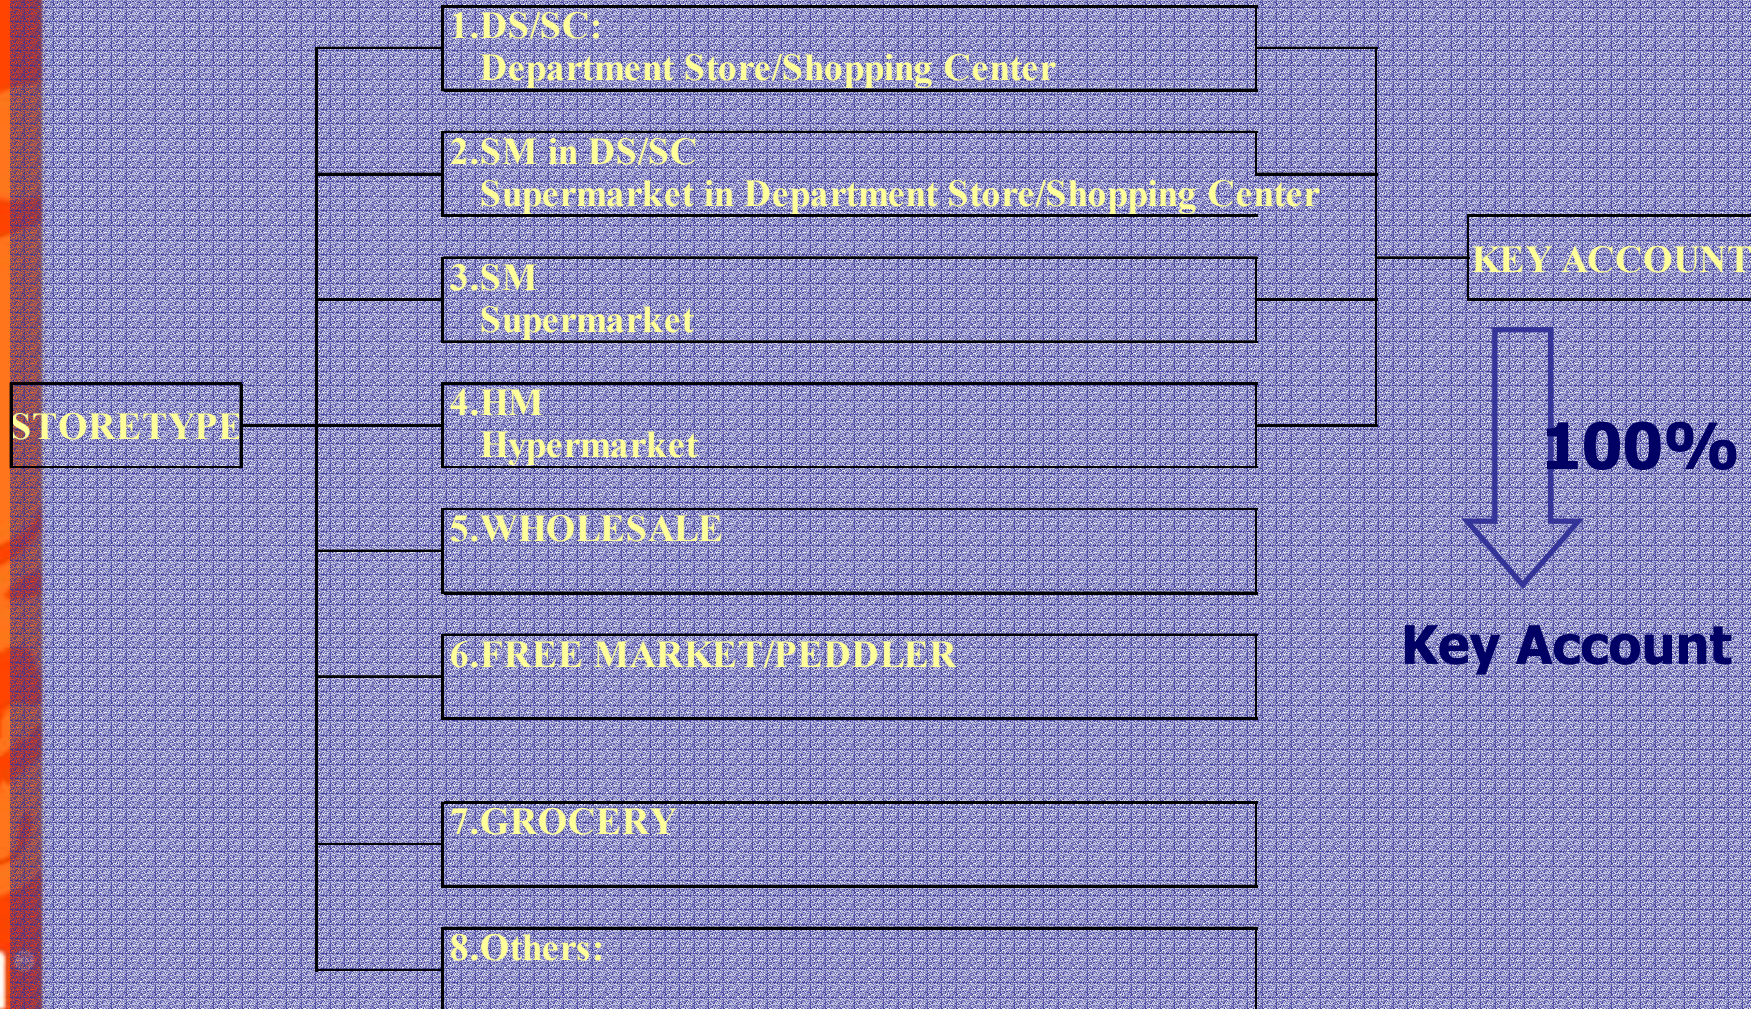 1.DS/SC:
Department Store/Shopping Center
2.SM in DS/SC
Supermarket in Department Store/Shopping Center
KEY ACCOUNT
3.SM
Supermarket
STORETYPE
4.HM
Hypermarket
100%
5.WHOLESALE
6.FREE MARKET/PEDDLER
Key Account
7.GROCERY
8.Others: